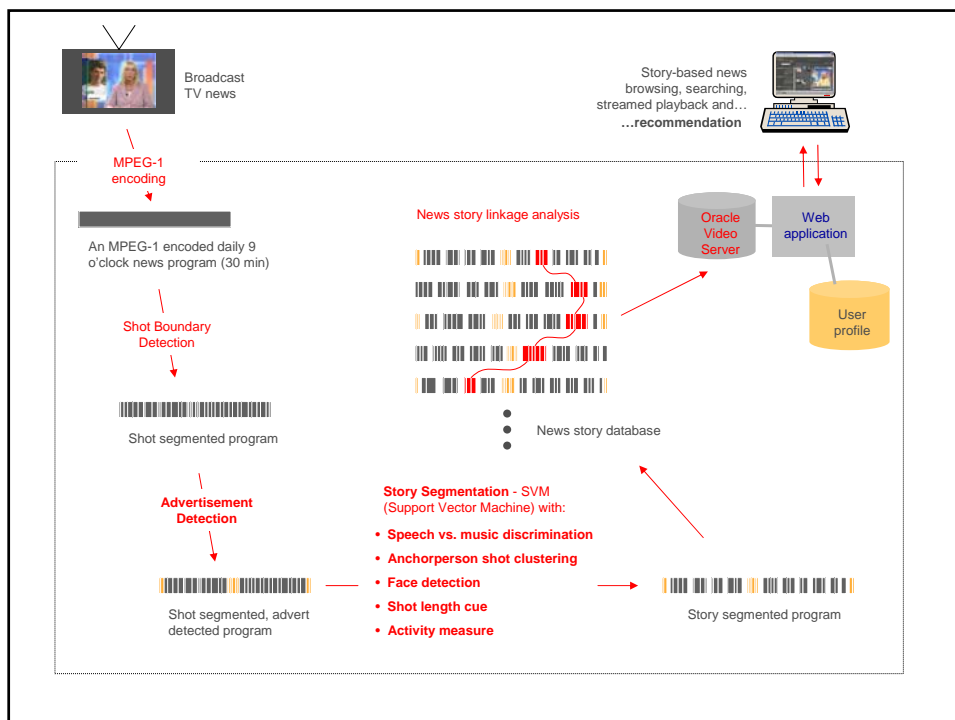 Broadcast
TV news
Story-based news
browsing, searching,
streamed playback and…
…recommendation
MPEG-1
encoding
An MPEG-1 encoded daily 9
o'clock news program (30 min)
Shot Boundary
Detection
Shot segmented program
Advertisement
Detection
Shot segmented, advert
detected program
Story Segmentation - SVM
(Support Vector Machine) with:
• Speech vs. music discrimination
• Anchorperson shot clustering
• Face detection
• Shot length cue
• Activity measure
Story segmented program
News story database
News story linkage analysis
Oracle
Video
Server
Web
application
User
profile